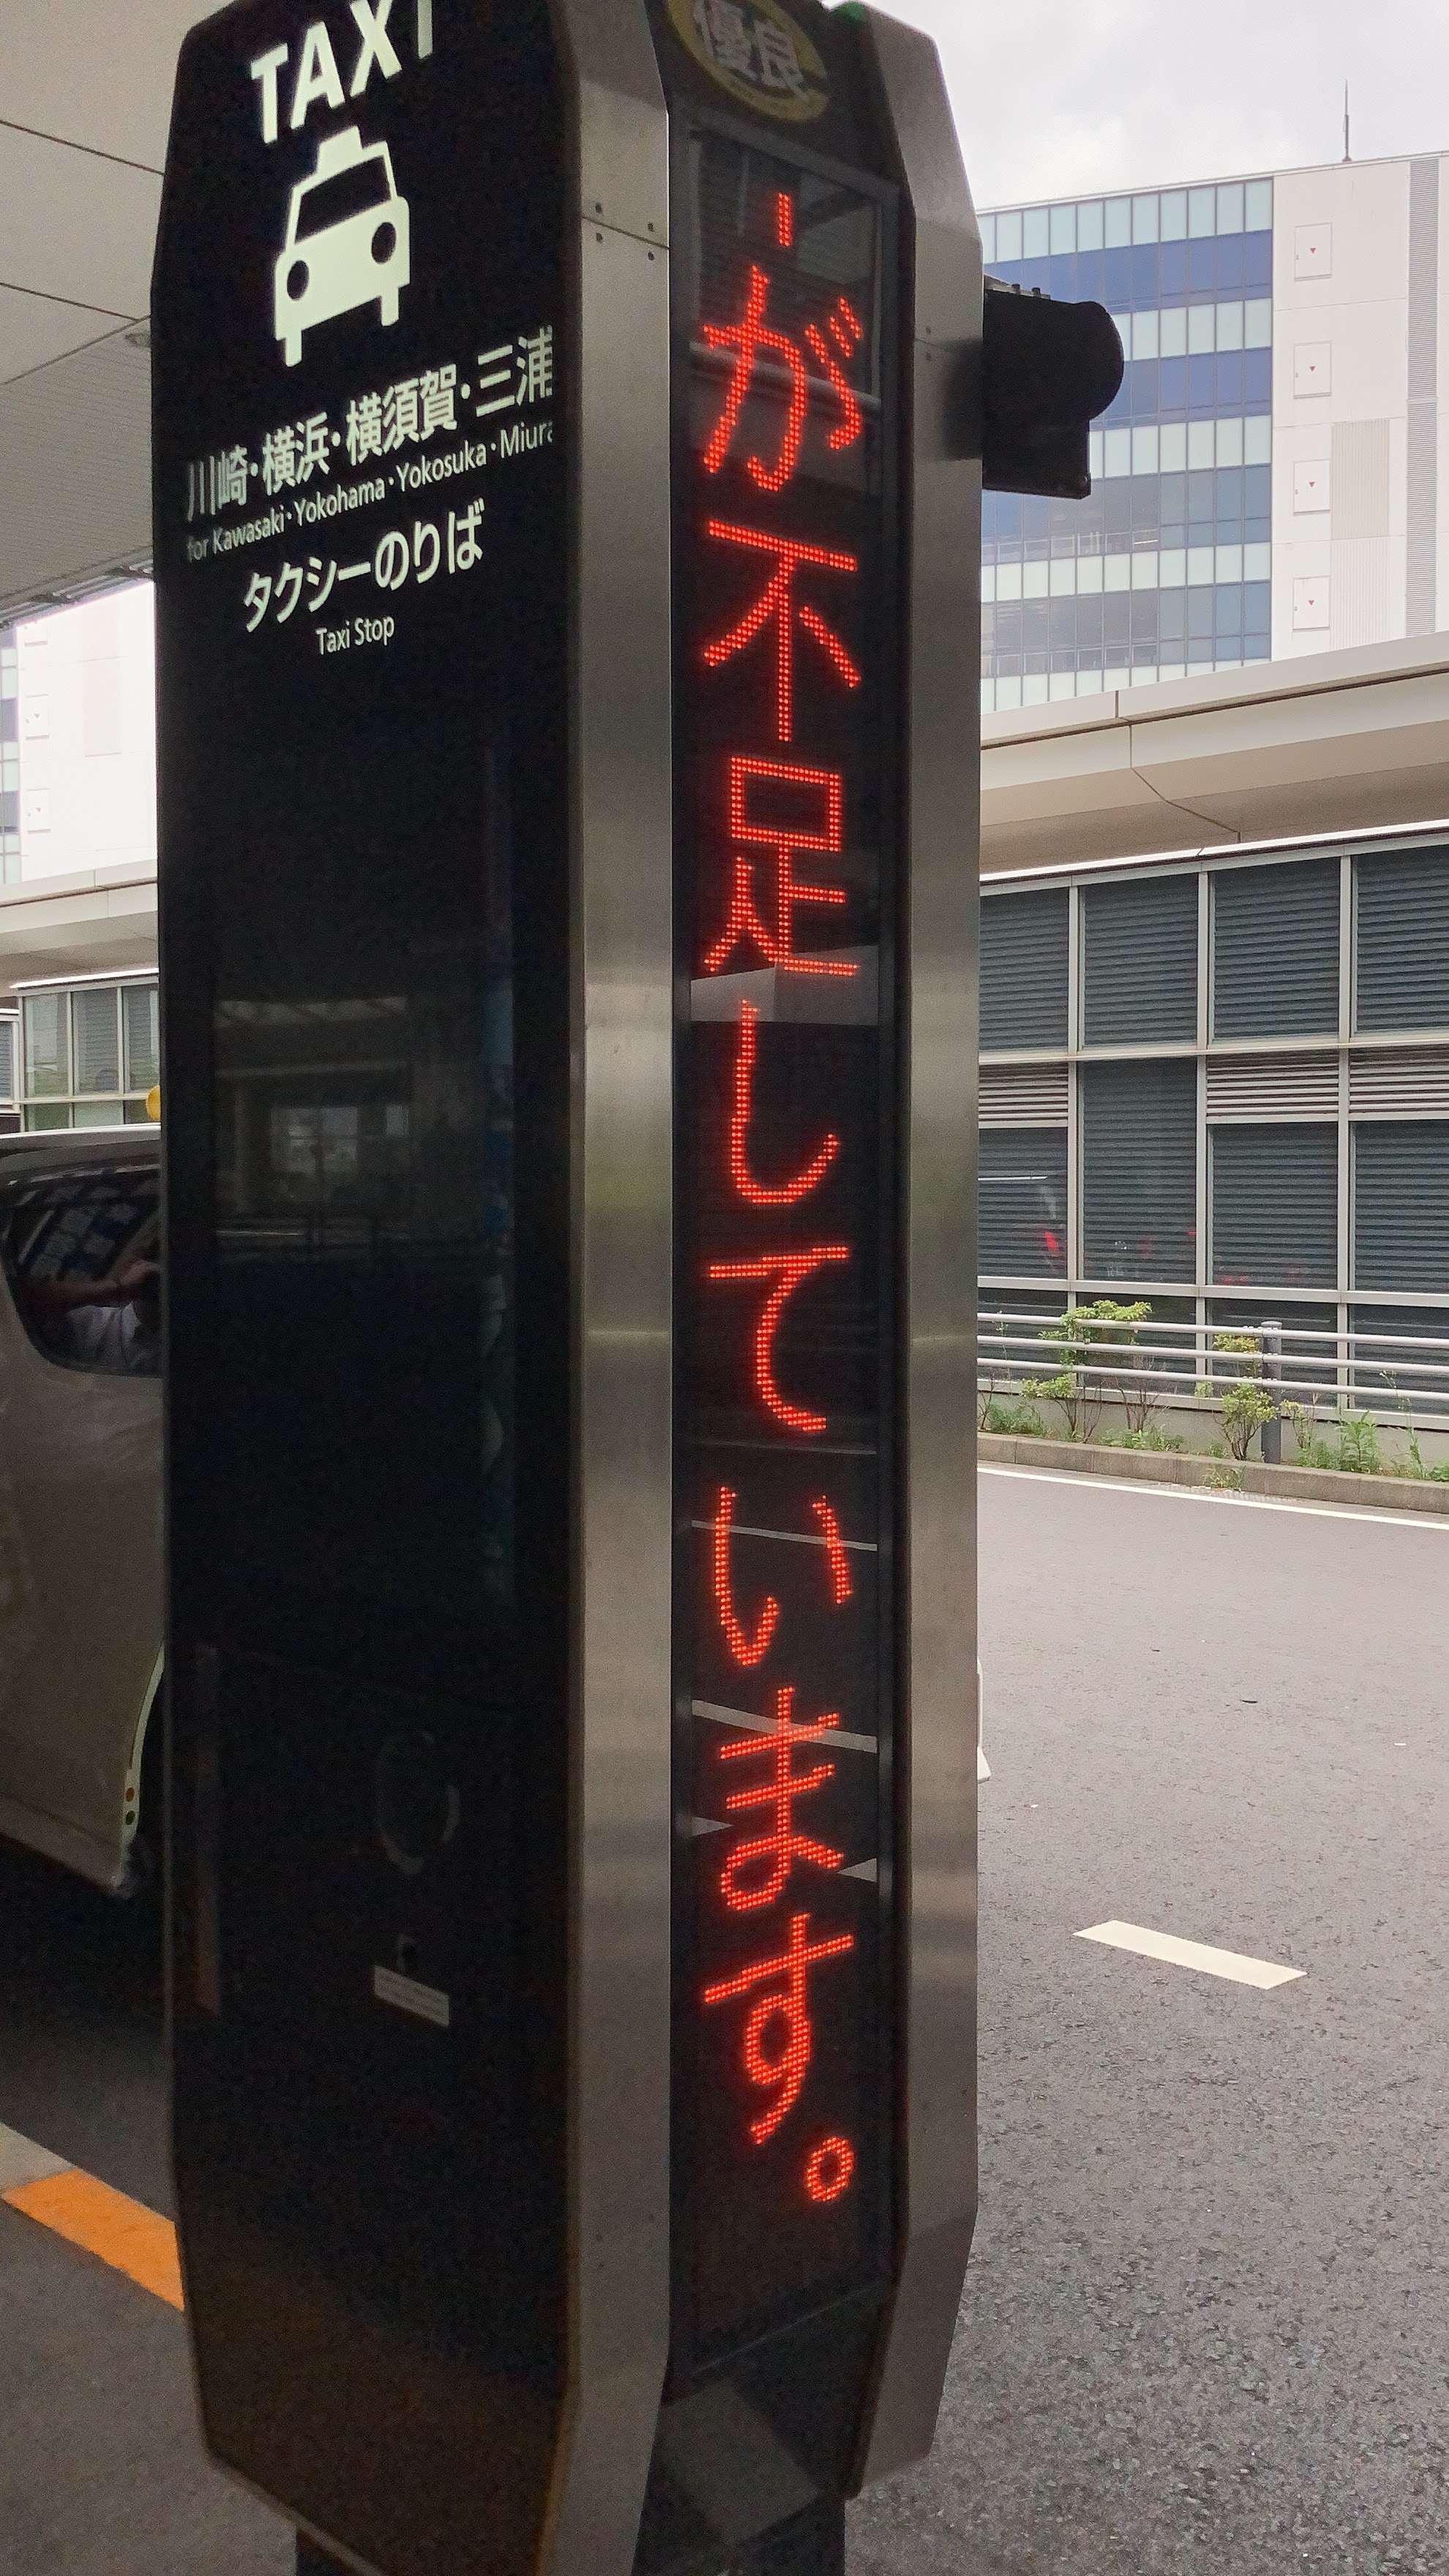 TAXI
川崎・横浜・横須賀・三浦
for Kawasaki・Yokohama・Yokosuka・Miura
タクシーのりば
Taxi Stop
優良
ーが不足しています。